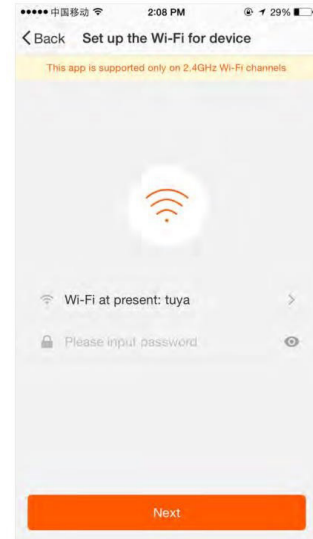 中国移动 2:08 PM 29%
Back Set up the Wi-Fi for device
This app is supported only on 2.4GHz Wi-Fi channels
Wi-Fi at present: tuya
Please input password
Next